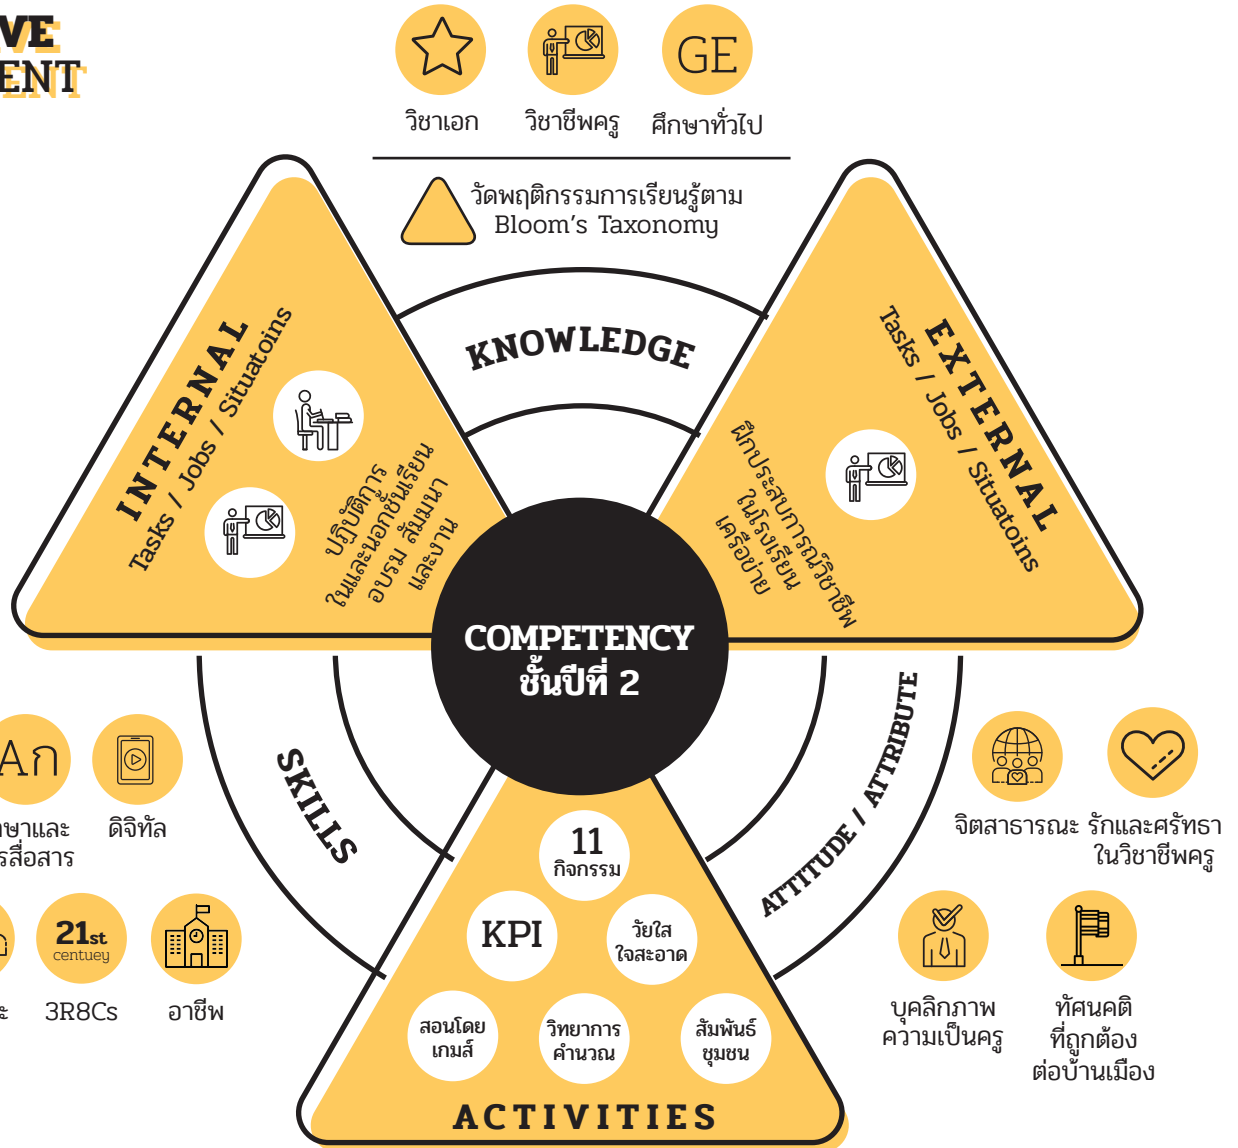 VE
ENT
GE
วิชาเอก
วิชาชีพครู
ศึกษาทั่วไป
วัดพฤติกรรมการเรียนรู้ตาม
Bloom's Taxonomy
KNOWLEDGE
INTERNAL
Tasks / Jobs / Situatoins
ปฏิบัติการ
ในและนอกชั้นเรียน
อบรม สัมมนา
และงาน
EXTERNAL
Tasks / Jobs / Situatoins
ฝึกประสบการณ์วิชาชีพ
ในโรงเรียน
เครือข่าย
COMPETENCY
ชั้นปีที่ 2
SKILLS
Aก
ษาและ
รสื่อสาร
ดิจิทัล
21st
centuey
3R8Cs
อาชีพ
ATTITUDE / ATTRIBUTE
จิตสาธารณะ
รักและศรัทธา
ในวิชาชีพครู
บุคลิกภาพ
ความเป็นครู
ทัศนคติ
ที่ถูกต้อง
ต่อบ้านเมือง
11
กิจกรรม
KPI
วัยใส
ใจสะอาด
สอนโดย
เกมส์
วิทยาการ
คำนวณ
สัมพันธ์
ชุมชน
ACTIVITIES